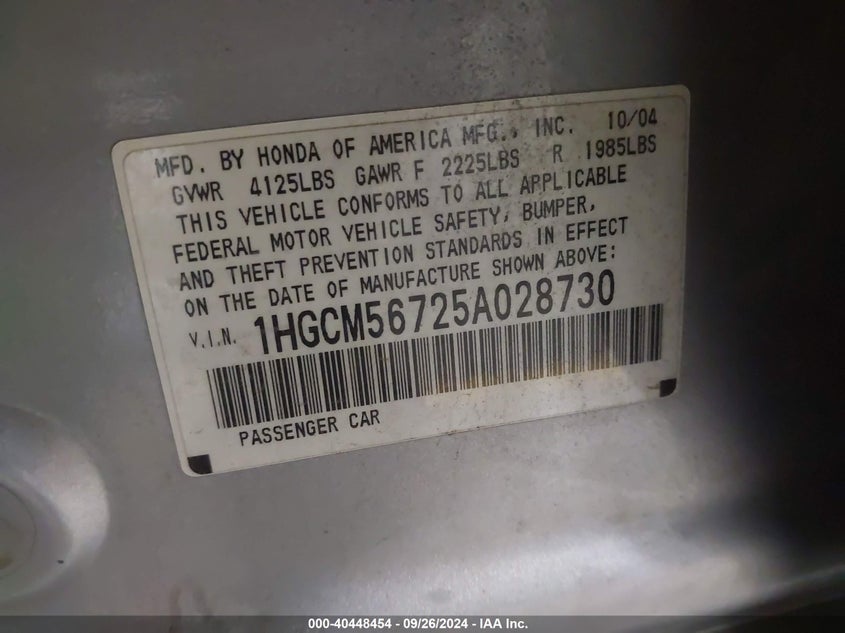 MFD. BY HONDA OF AMERICA MFG., INC. 10/04
GVWR 4125LBS GAWR F 2225LBS R 1985LBS
THIS VEHICLE CONFORMS TO ALL APPLICABLE
FEDERAL MOTOR VEHICLE SAFETY, BUMPER,
AND THEFT PREVENTION STANDARDS IN EFFECT
ON THE DATE OF MANUFACTURE SHOWN ABOVE:
V.I.N. 1HGCM56725A028730
PASSENGER CAR
000-40448454 - 09/26/2024 - IAA Inc.